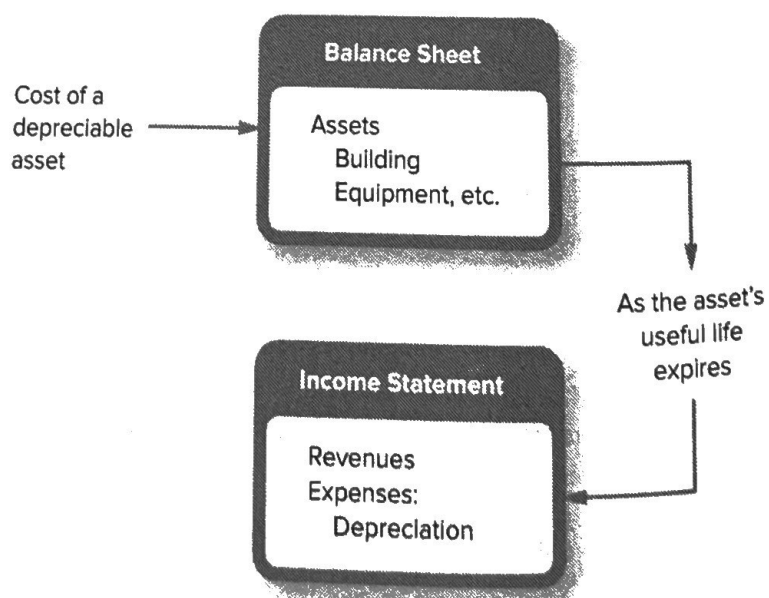 Balance Sheet
Cost of a
depreciable
asset
Assets
Building
Equipment, etc.
As the asset's
useful life
expires
Income Statement
Revenues
Expenses:
Depreciation